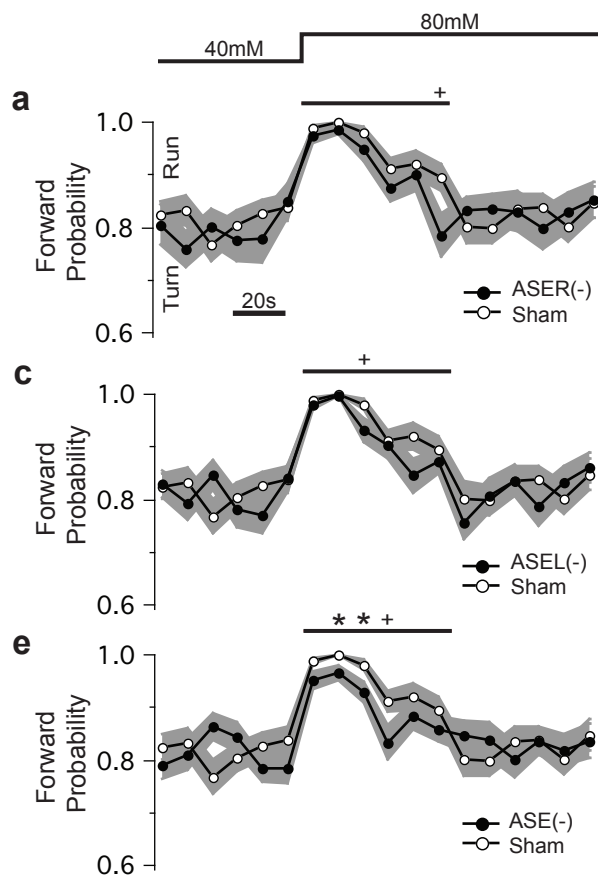 40mM
80mM
a
+
1.0
Run
0.8
Forward
Probability
Turn
20s
ASER(-)
Sham
0.6
c
+
1.0
0.8
Forward
Probability
ASEL(-)
Sham
0.6
e
* * +
1.0
0.8
Forward
Probability
ASE(-)
Sham
0.6